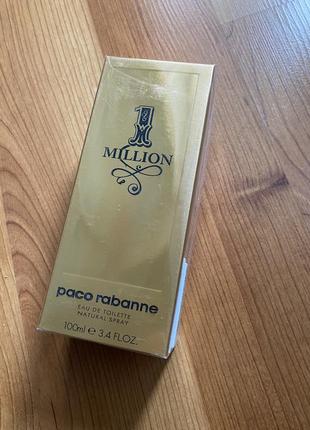 1
MILLION
paco rabanne
EAU DE TOILETTE
NATURAL SPRAY
100ml e 3.4 FL.OZ.